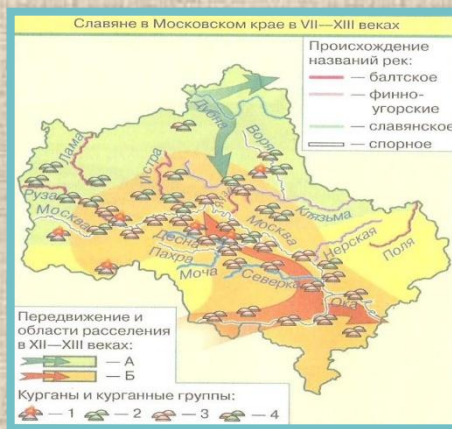 Славяне в Московском крае в VII—XIII веках
Происхождение
названий рек:
— балтское
— финно-
угорские
— славянское
— спорное
Дубна
Лама
Воря
Истра
Руза
Москва
Клязьма
Москва
Десна
Пахра
Моча
Северка
Нерская
Поля
Ока
Передвижение и
области расселения
в XII—XIII веках:
— А
— Б
Курганы и курганные группы:
— 1 — 2 — 3 — 4